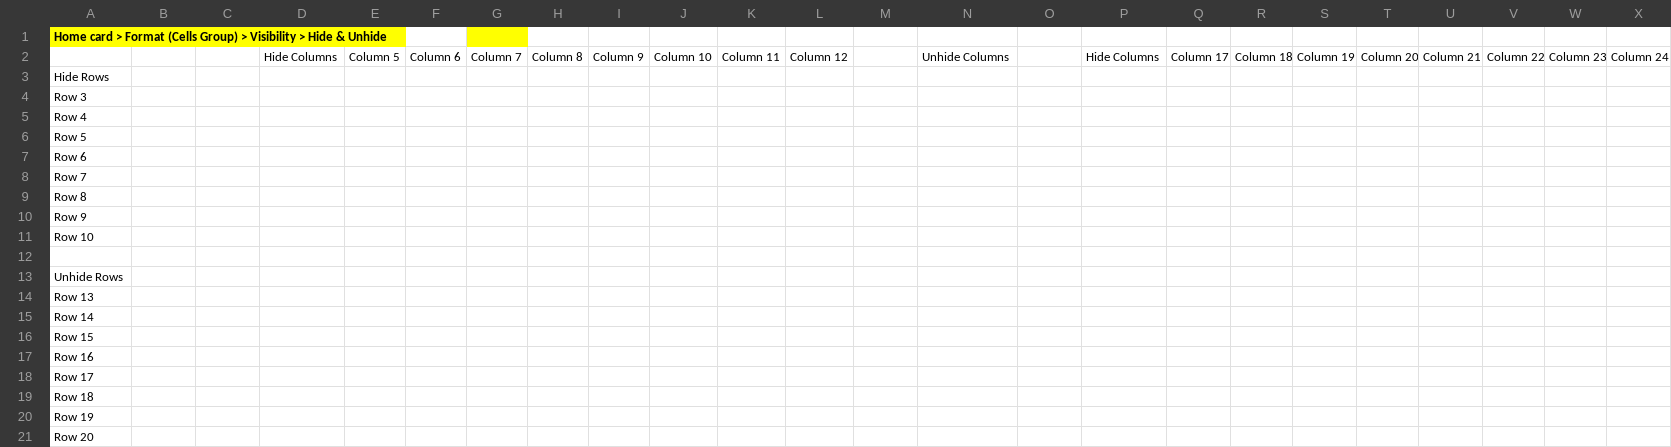 A B C D E F G H I J K L M N O P Q R S T U V W X
1 Home card > Format (Cells Group) > Visibility > Hide & Unhide
2 Hide Columns Column 5 Column 6 Column 7 Column 8 Column 9 Column 10 Column 11 Column 12 Unhide Columns Hide Columns Column 17 Column 18 Column 19 Column 20 Column 21 Column 22 Column 23 Column 24
3 Hide Rows
4 Row 3
5 Row 4
6 Row 5
7 Row 6
8 Row 7
9 Row 8
10 Row 9
11 Row 10
12
13 Unhide Rows
14 Row 13
15 Row 14
16 Row 15
17 Row 16
18 Row 17
19 Row 18
20 Row 19
21 Row 20